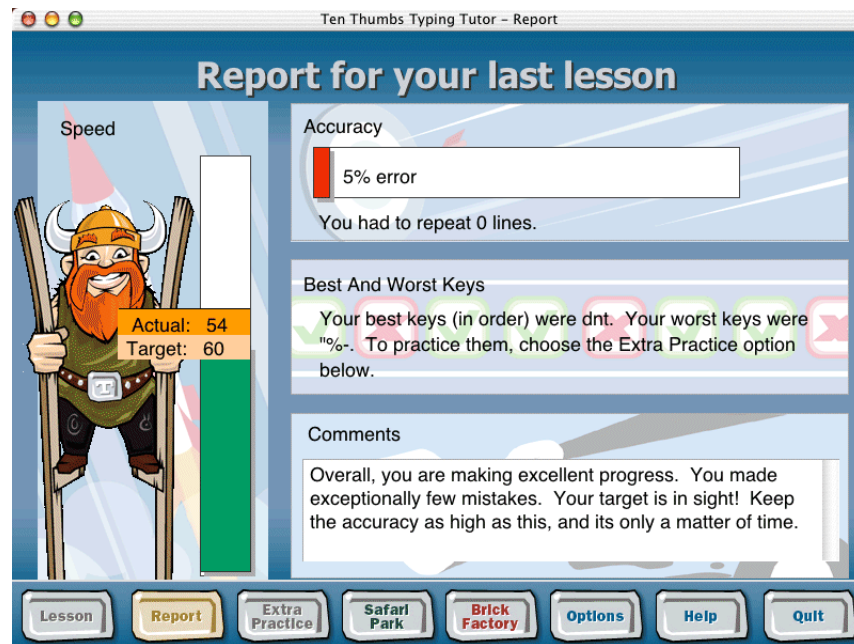 Ten Thumbs Typing Tutor – Report
Report for your last lesson
Speed
Actual: 54
Target: 60
T
Accuracy
5% error
You had to repeat 0 lines.
Best And Worst Keys
Your best keys (in order) were dnt.  Your worst keys were
"%-.  To practice them, choose the Extra Practice option
below.
Comments
Overall, you are making excellent progress.  You made
exceptionally few mistakes.  Your target is in sight!  Keep
the accuracy as high as this, and its only a matter of time.
Lesson
Report
Extra
Practice
Safari
Park
Brick
Factory
Options
Help
Quit